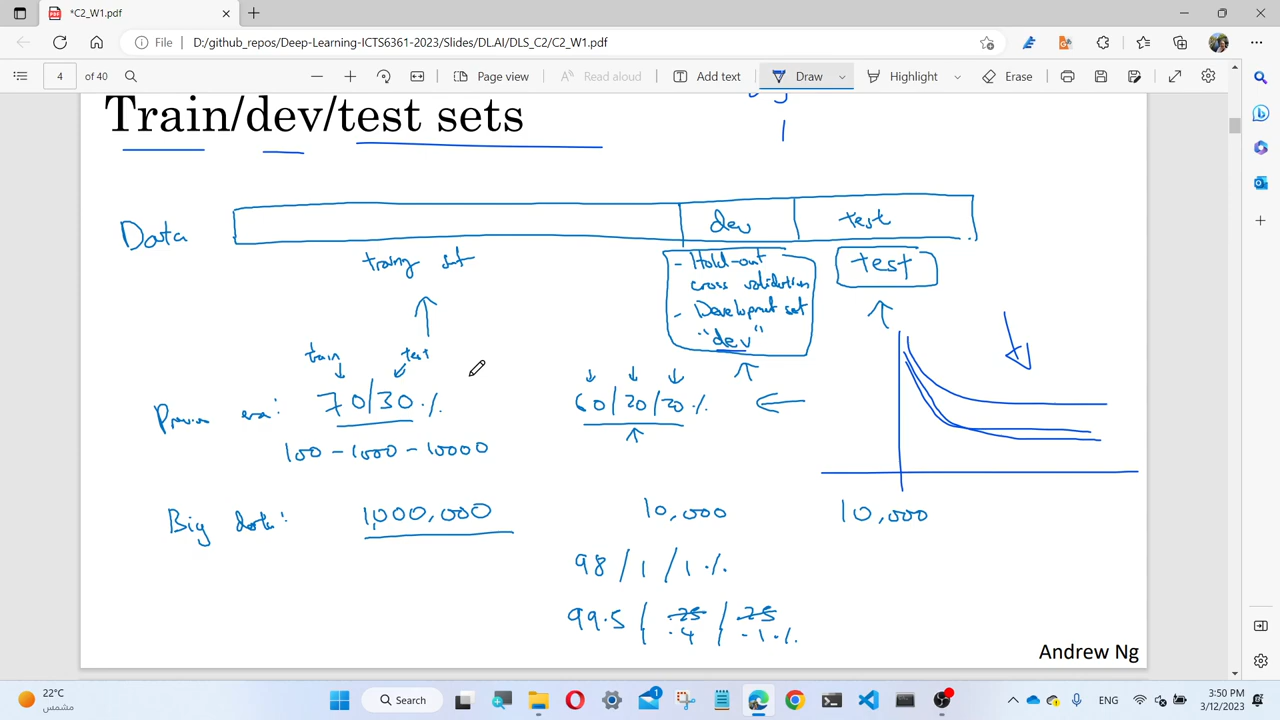 *C2_W1.pdf
File
D:/github_repos/Deep-Learning-ICTS6361-2023/Slides/DL.AI/DLS_C2/C2_W1.pdf
4 of 40
Page view
Read aloud
Add text
Draw
Highlight
Erase
Train/dev/test sets
Data
dev
test
training set
- Hold-out
cross validation
- Development set
"dev"
test
train test
Previous era: 70/30 % 60/20/20 %
100 - 1000 - 10000
Big data: 1,000,000 10,000 10,000
98 / 1 / 1 %
99.5 / 25 / 25
.4 .1 %
Andrew Ng
22°C
مشمس
Search
1
ENG
3:50 PM
3/12/2023